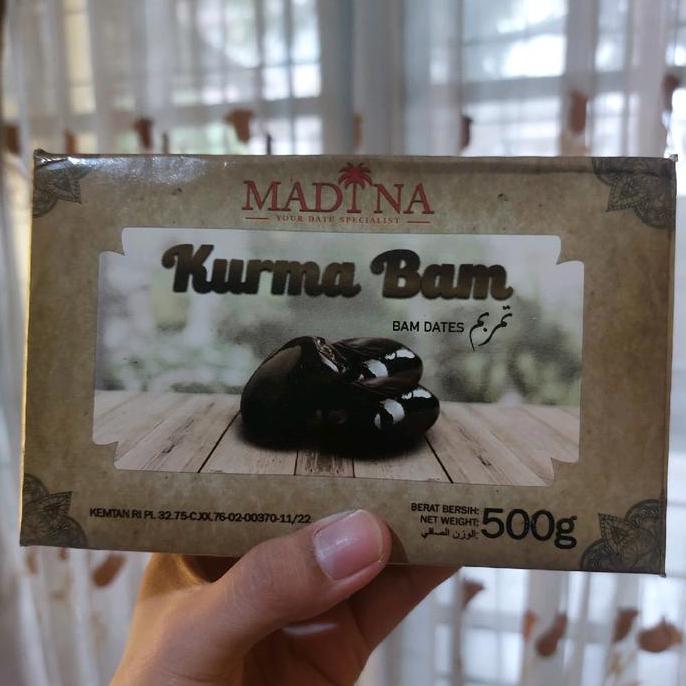 MADINA
YOUR DATE SPECIALIST
Kurma Bam
BAM DATES تمر بم
KEMTAN RI PL 32.75-C.XX.76-02-00370-11/22
BERAT BERSIH:
NET WEIGHT:
الوزن الصافي:
500g